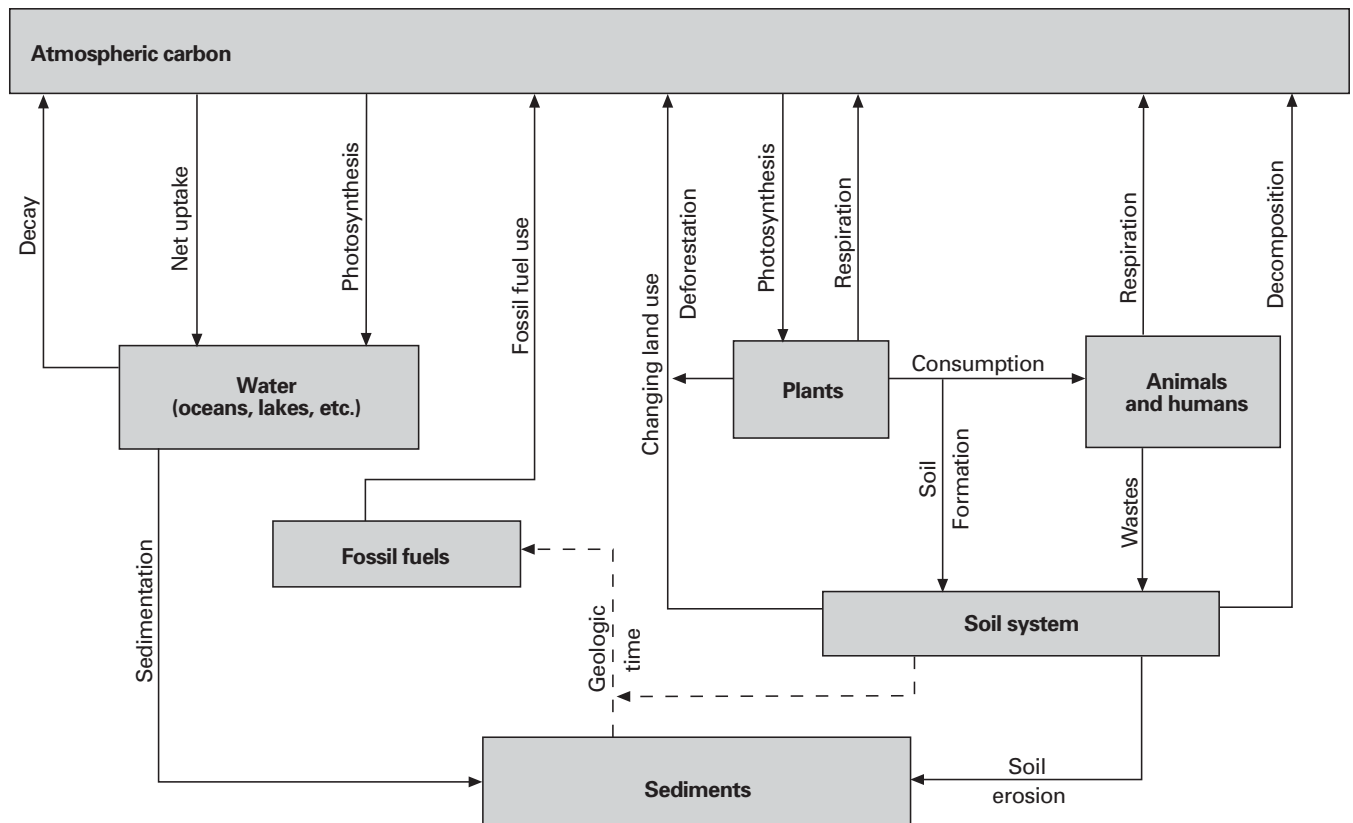 Atmospheric carbon
Decay
Net uptake
Photosynthesis
Fossil fuel use
Changing land use
Deforestation
Photosynthesis
Respiration
Respiration
Decomposition
Water
(oceans, lakes, etc.)
Plants
Consumption
Animals
and humans
Soil
Formation
Wastes
Fossil fuels
Sedimentation
Geologic
time
Soil system
Sediments
Soil
erosion